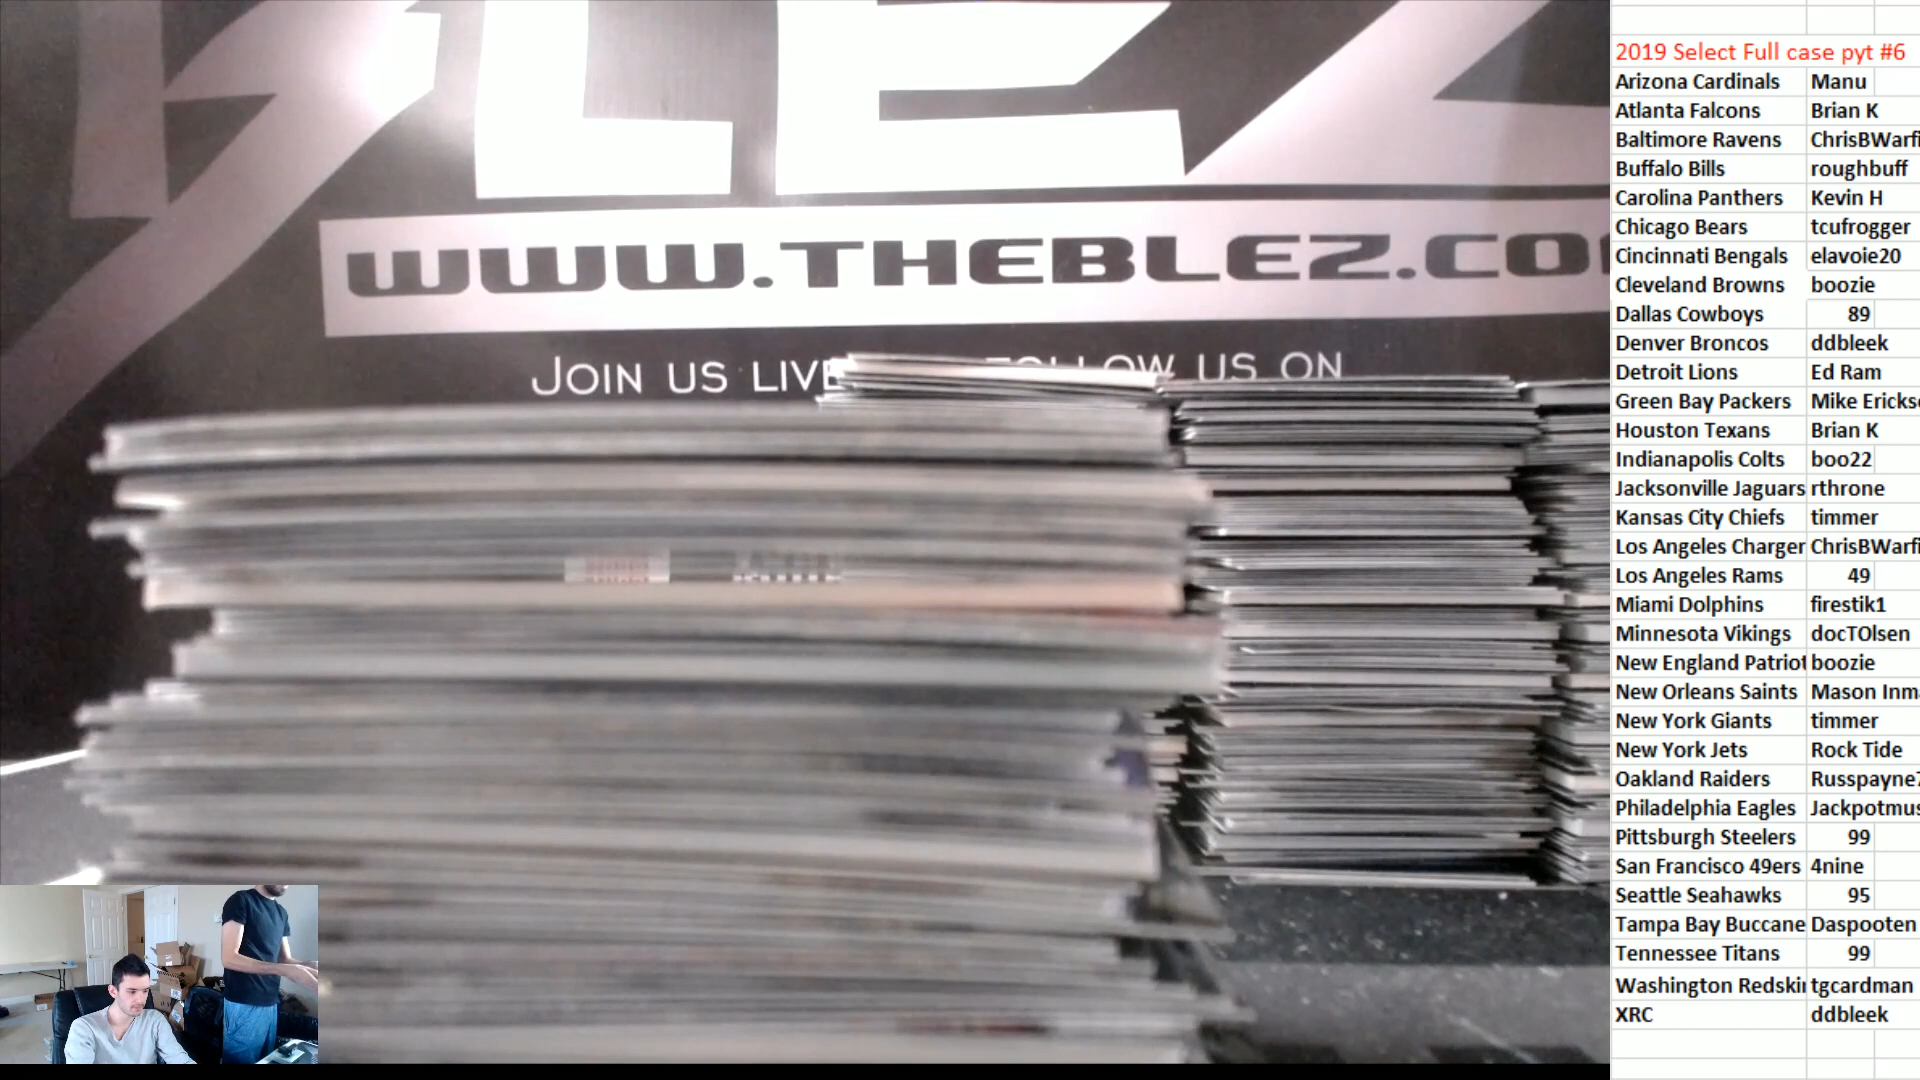 LEZ
WWW.THEBLEZ.CO
JOIN US LIVE FOLLOW US ON
2019 Select Full case pyt #6
Arizona Cardinals Manu
Atlanta Falcons Brian K
Baltimore Ravens ChrisBWarfi
Buffalo Bills roughbuff
Carolina Panthers Kevin H
Chicago Bears tcufrogger
Cincinnati Bengals elavoie20
Cleveland Browns boozie
Dallas Cowboys 89
Denver Broncos ddbleek
Detroit Lions Ed Ram
Green Bay Packers Mike Erickso
Houston Texans Brian K
Indianapolis Colts boo22
Jacksonville Jaguars rthrone
Kansas City Chiefs timmer
Los Angeles Charger ChrisBWarfi
Los Angeles Rams 49
Miami Dolphins firestik1
Minnesota Vikings docTOlsen
New England Patriot boozie
New Orleans Saints Mason Inma
New York Giants timmer
New York Jets Rock Tide
Oakland Raiders Russpayne7
Philadelphia Eagles Jackpotmus
Pittsburgh Steelers 99
San Francisco 49ers 4nine
Seattle Seahawks 95
Tampa Bay Buccane Daspooten
Tennessee Titans 99
Washington Redskin tgcardman
XRC ddbleek